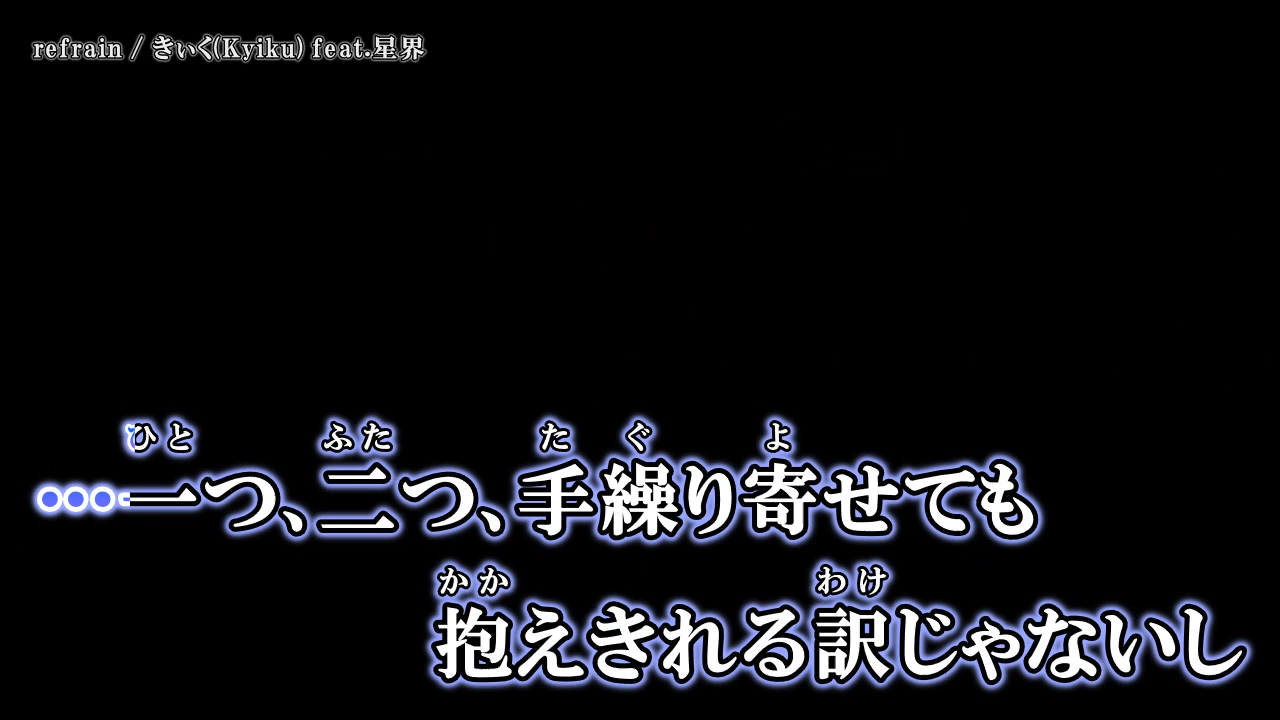 refrain / きぃく(Kyiku) feat.星界
ひと ふた た ぐ よ
一つ、二つ、手繰り寄せても
かか わけ
抱えきれる訳じゃないし